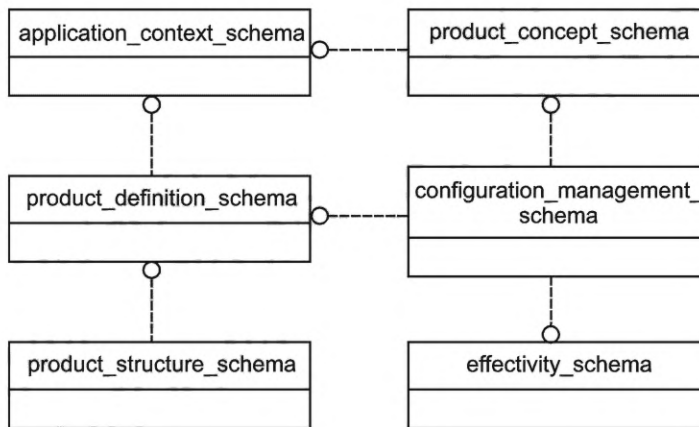 application_context_schema
product_concept_schema
product_definition_schema
configuration_management_
schema
product_structure_schema
effectivity_schema